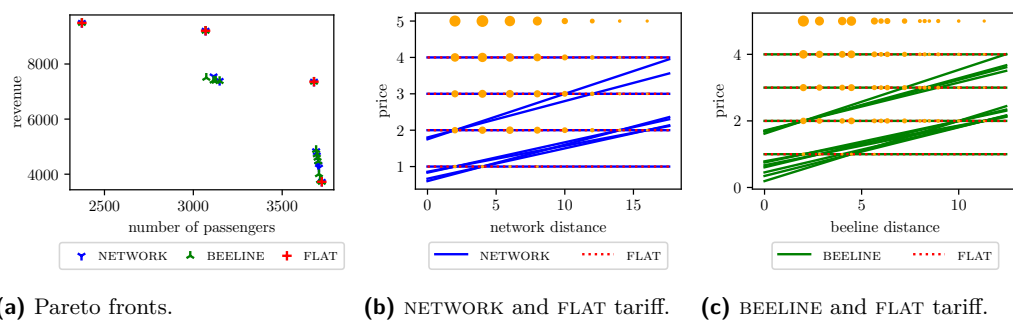 revenue
8000
6000
4000
2500 3000 3500
number of passengers
NETWORK BEELINE FLAT
(a) Pareto fronts.
price
5
4
3
2
1
0 5 10 15
network distance
NETWORK FLAT
(b) NETWORK and FLAT tariff.
price
4
2
0
0 5 10
beeline distance
BEELINE FLAT
(c) BEELINE and FLAT tariff.